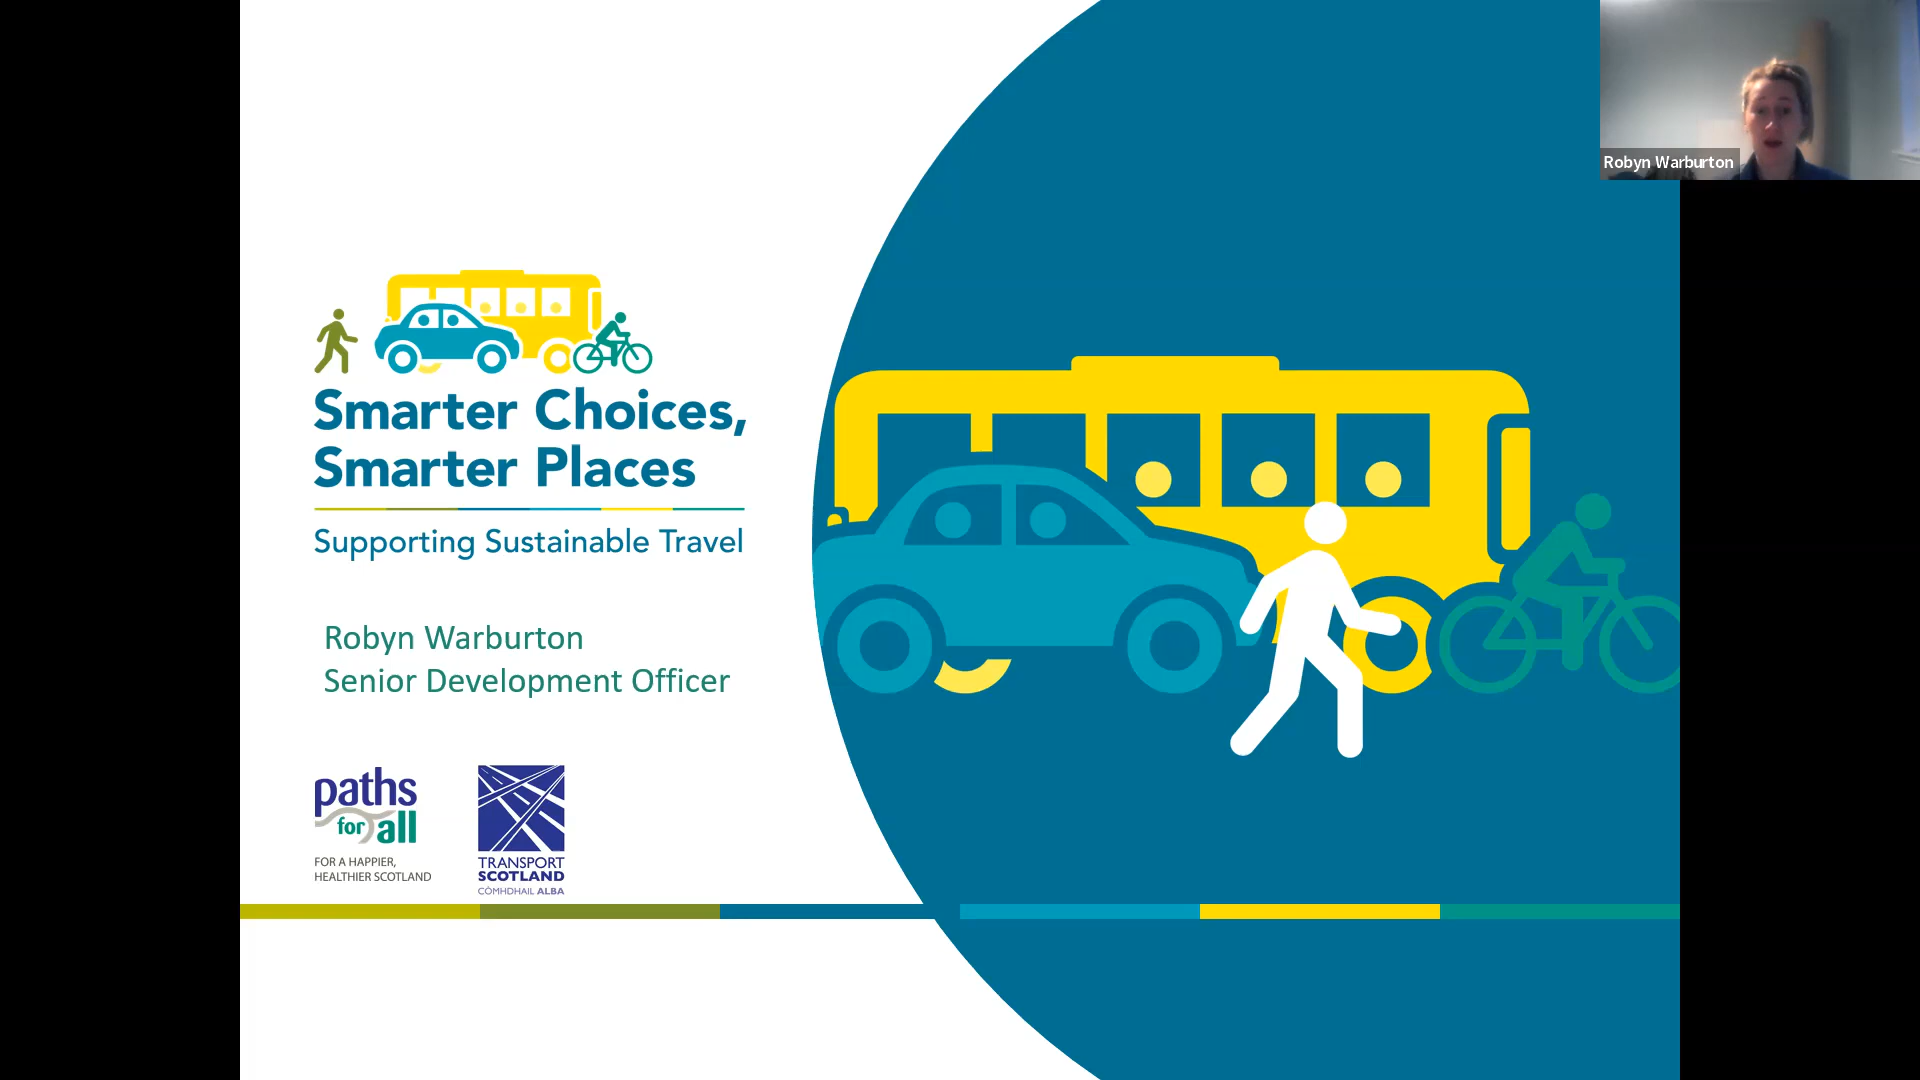 Robyn Warburton
Smarter Choices,
Smarter Places
Supporting Sustainable Travel
Robyn Warburton
Senior Development Officer
paths
for all
FOR A HAPPIER,
HEALTHIER SCOTLAND
TRANSPORT
SCOTLAND
CÒMHDHAIL ALBA